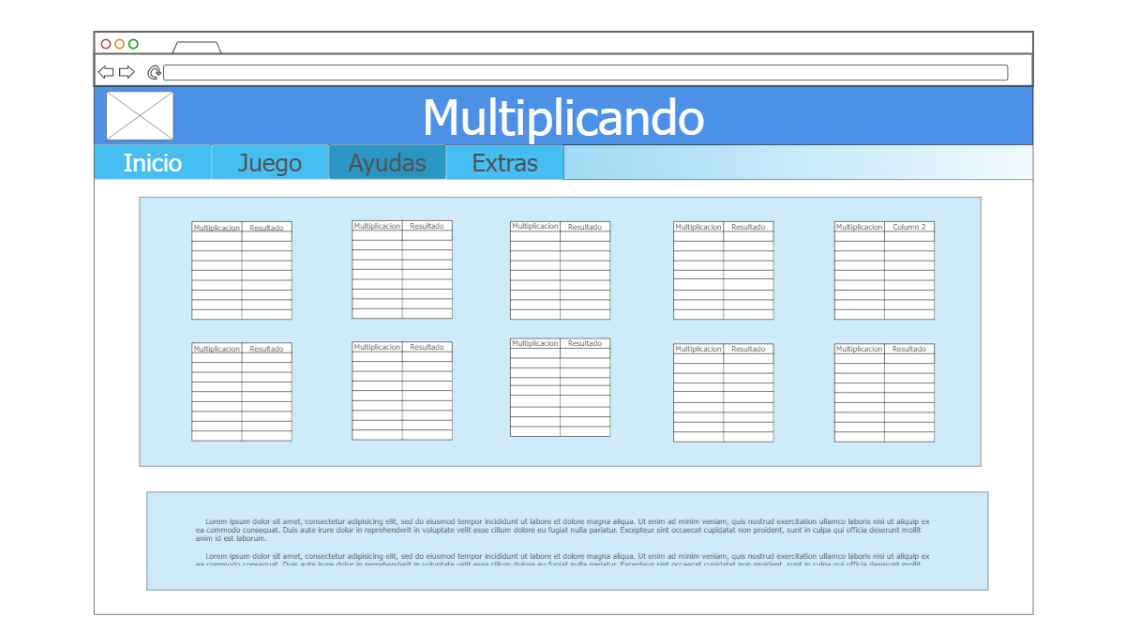 Multiplicando
Inicio Juego Ayudas Extras
Multiplicacion Resultado Multiplicacion Resultado Multiplicacion Resultado Multiplicacion Resultado Multiplicacion Column 2
Multiplicacion Resultado Multiplicacion Resultado Multiplicacion Resultado Multiplicacion Resultado Multiplicacion Resultado
Lorem ipsum dolor sit amet, consectetur adipisicing elit, sed do eiusmod tempor incididunt ut labore et dolore magna aliqua. Ut enim ad minim veniam, quis nostrud exercitation ullamco laboris nisi ut aliquip ex
ea commodo consequat. Duis aute irure dolor in reprehenderit in voluptate velit esse cillum dolore eu fugiat nulla pariatur. Excepteur sint occaecat cupidatat non proident, sunt in culpa qui officia deserunt mollit
anim id est laborum.
Lorem ipsum dolor sit amet, consectetur adipisicing elit, sed do eiusmod tempor incididunt ut labore et dolore magna aliqua. Ut enim ad minim veniam, quis nostrud exercitation ullamco laboris nisi ut aliquip ex
ea commodo consequat. Duis aute irure dolor in reprehenderit in voluptate velit esse cillum dolore eu fugiat nulla pariatur. Excepteur sint occaecat cupidatat non proident, sunt in culpa qui officia deserunt mollit